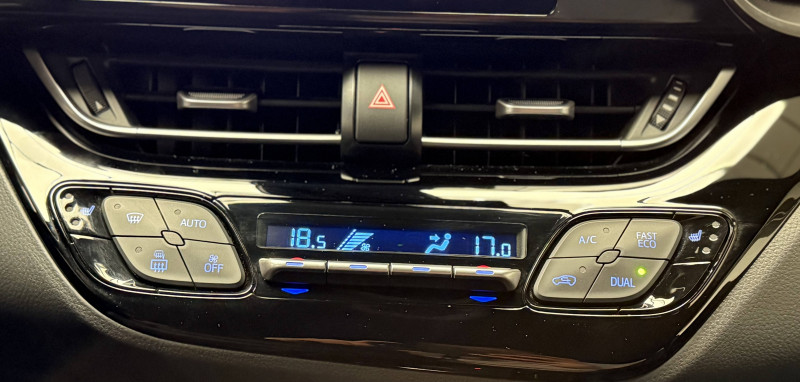 AUTO
OFF
18.5
17.0
A/C
FAST
ECO
DUAL